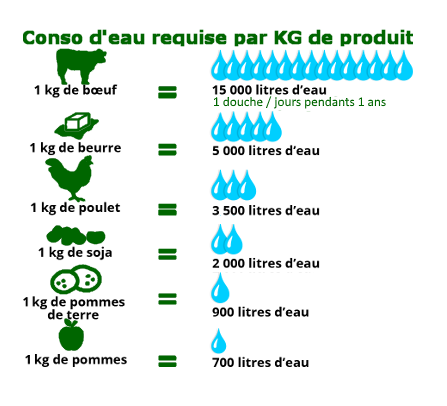 Conso d'eau requise par KG de produit
1 kg de bœuf = 15 000 litres d'eau
1 douche / jours pendants 1 ans
1 kg de beurre = 5 000 litres d'eau
1 kg de poulet = 3 500 litres d'eau
1 kg de soja = 2 000 litres d'eau
1 kg de pommes
de terre = 900 litres d'eau
1 kg de pommes = 700 litres d'eau